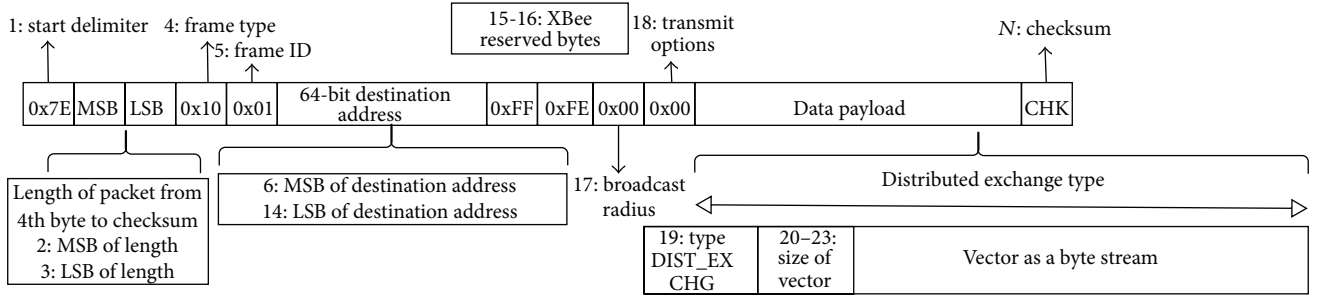 1: start delimiter
4: frame type
5: frame ID
15-16: XBee
reserved bytes
18: transmit
options
N: checksum
0x7E MSB LSB 0x10 0x01 64-bit destination address 0xFF 0xFE 0x00 0x00 Data payload CHK
Length of packet from
4th byte to checksum
2: MSB of length
3: LSB of length
6: MSB of destination address
14: LSB of destination address
17: broadcast
radius
Distributed exchange type
19: type
DIST_EX
CHG
20–23:
size of
vector
Vector as a byte stream